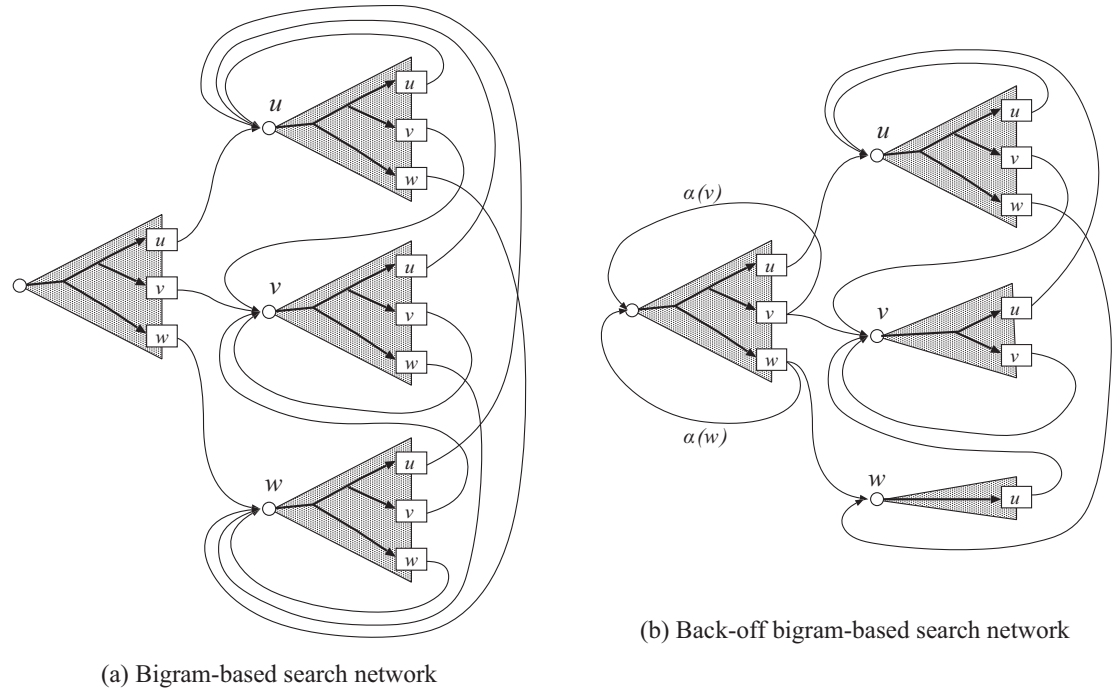 u
u
v
w
u
v
w
v
u
v
w
w
u
v
w
(a) Bigram-based search network
u
u
v
w
α(v)
u
v
w
α(w)
v
u
v
w
u
(b) Back-off bigram-based search network